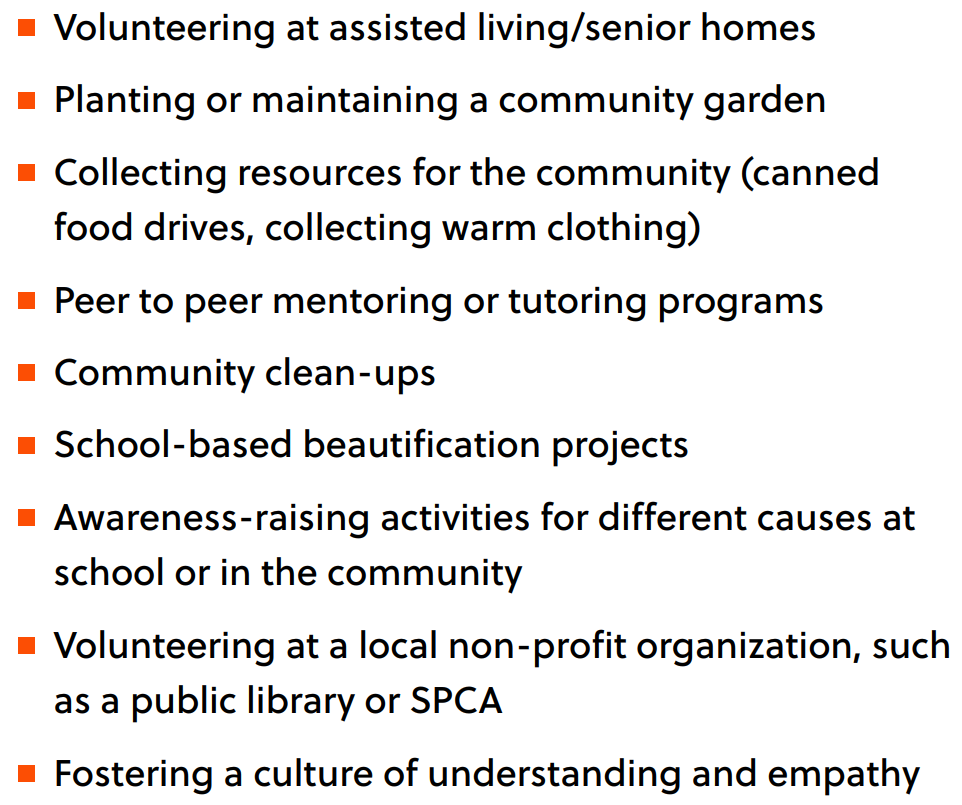 Volunteering at assisted living/senior homes
Planting or maintaining a community garden
Collecting resources for the community (canned
food drives, collecting warm clothing)
Peer to peer mentoring or tutoring programs
Community clean-ups
School-based beautification projects
Awareness-raising activities for different causes at
school or in the community
Volunteering at a local non-profit organization, such
as a public library or SPCA
Fostering a culture of understanding and empathy